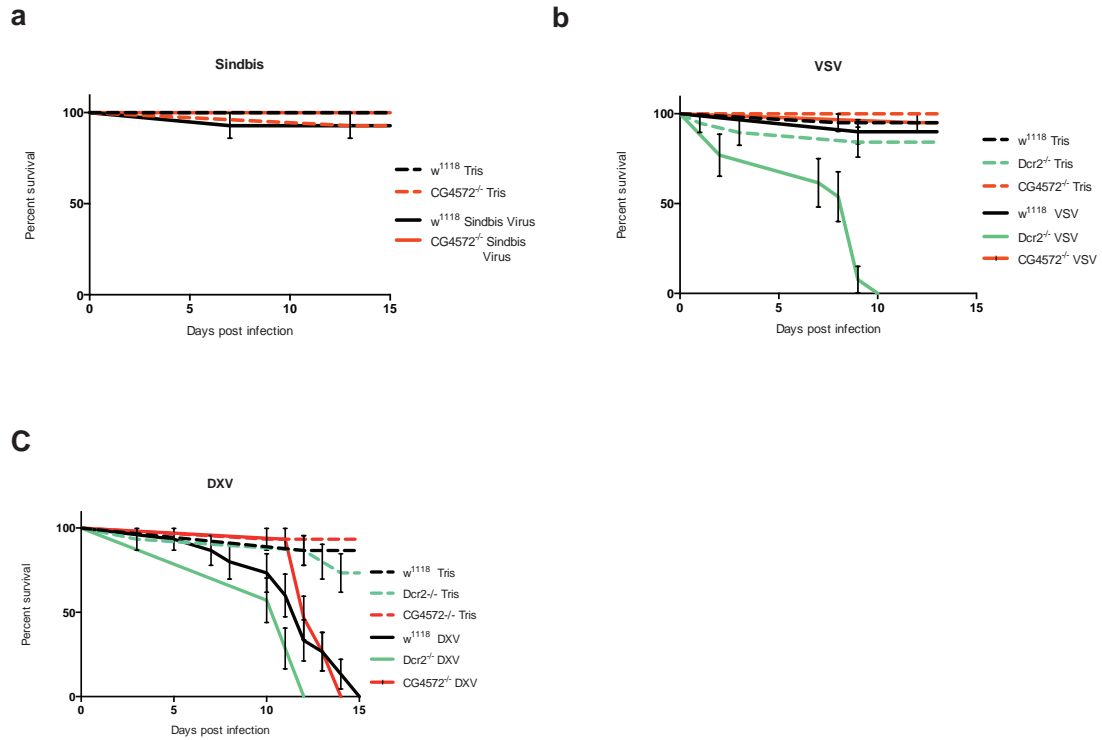 a
Sindbis
100
50
0
0 5 10 15
Percent survival
Days post infection
w1118 Tris
CG4572-/- Tris
w1118 Sindbis Virus
CG4572-/- Sindbis
Virus
b
VSV
100
50
0
0 5 10 15
Percent survival
Days post infection
w1118 Tris
Dcr2-/- Tris
CG4572-/- Tris
w1118 VSV
Dcr2-/- VSV
CG4572-/- VSV
C
DXV
100
50
0
0 5 10 15
Percent survival
Days post infection
w1118 Tris
Dcr2-/- Tris
CG4572-/- Tris
w1118 DXV
Dcr2-/- DXV
CG4572-/- DXV